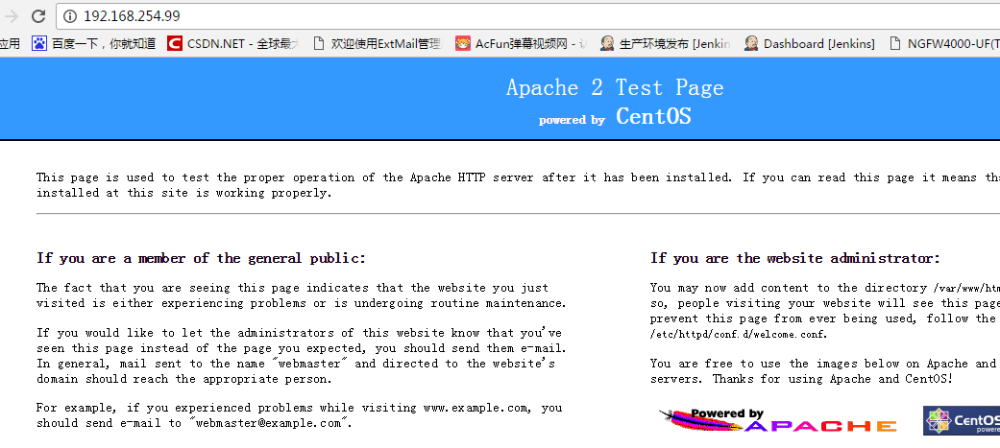 192.168.254.99
应用 百度一下，你就知道 CSDN.NET - 全球最大 欢迎使用ExtMail管理 AcFun弹幕视频网 - 生产环境发布 [Jenkin Dashboard [Jenkins] NGFW4000-UF(T
Apache 2 Test Page
powered by CentOS
This page is used to test the proper operation of the Apache HTTP server after it has been installed. If you can read this page it means tha
installed at this site is working properly.
If you are a member of the general public:
The fact that you are seeing this page indicates that the website you just
visited is either experiencing problems or is undergoing routine maintenance.
If you would like to let the administrators of this website know that you've
seen this page instead of the page you expected, you should send them e-mail.
In general, mail sent to the name "webmaster" and directed to the website's
domain should reach the appropriate person.
For example, if you experienced problems while visiting www.example.com, you
should send e-mail to "webmaster@example.com".
If you are the website administrator:
You may now add content to the directory /var/www/htm
so, people visiting your website will see this page
prevent this page from ever being used, follow the
/etc/httpd/conf.d/welcome.conf.
You are free to use the images below on Apache and
servers. Thanks for using Apache and CentOS!
Powered by
APACHE
CentOS
powere